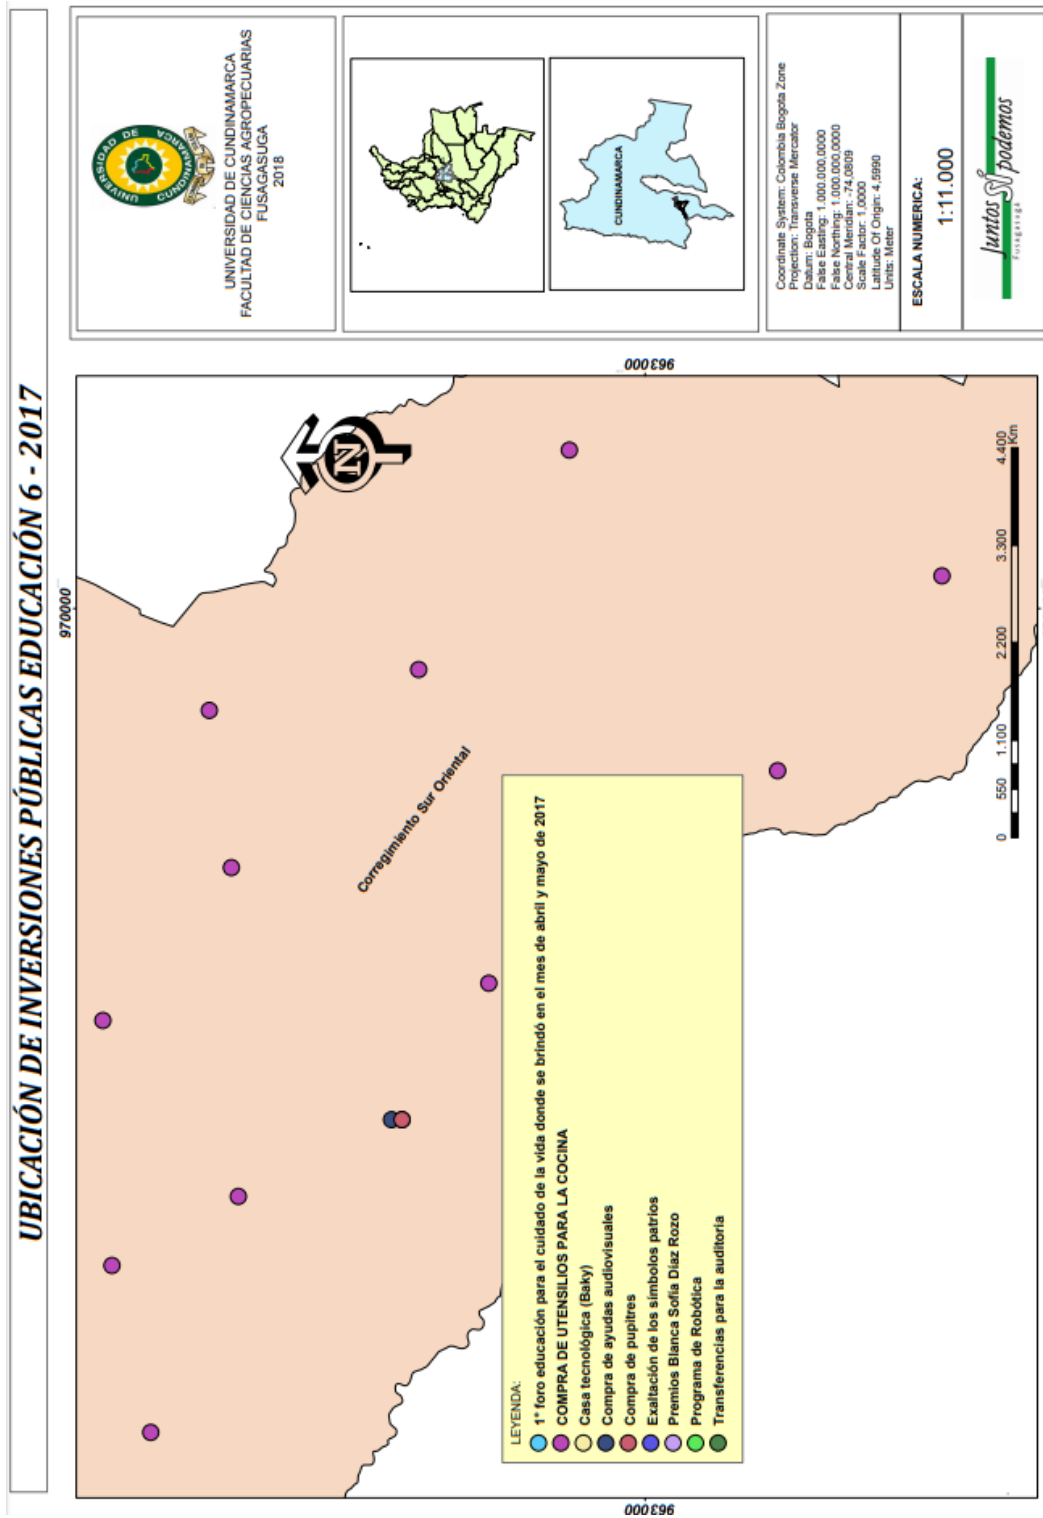 UBICACIÓN DE INVERSIONES PÚBLICAS EDUCACIÓN 6 - 2017
970000
963000
963000
N
Corregimiento Sur Oriental
LEYENDA:
1° foro educación para el cuidado de la vida donde se brindó en el mes de abril y mayo de 2017
COMPRA DE UTENSILIOS PARA LA COCINA
Casa tecnológica (Baky)
Compra de ayudas audiovisuales
Compra de pupitres
Exaltación de los símbolos patrios
Premios Blanca Sofía Díaz Rozo
Programa de Robótica
Transferencias para la auditoria
0 550 1.100 2.200 3.300 4.400
Km
UNIVERSIDAD DE CUNDINAMARCA
UNIVERSIDAD DE CUNDINAMARCA
FACULTAD DE CIENCIAS AGROPECUARIAS
FUSAGASUGA
2018
CUNDINAMARCA
Coordinate System: Colombia Bogota Zone
Projection: Transverse Mercator
Datum: Bogota
False Easting: 1.000.000,0000
False Northing: 1.000.000,0000
Central Meridian: -74,0809
Scale Factor: 1,0000
Latitude Of Origin: 4,5990
Units: Meter
ESCALA NUMERICA:
1:11.000
Juntos SÍ podemos
Fusagasugá